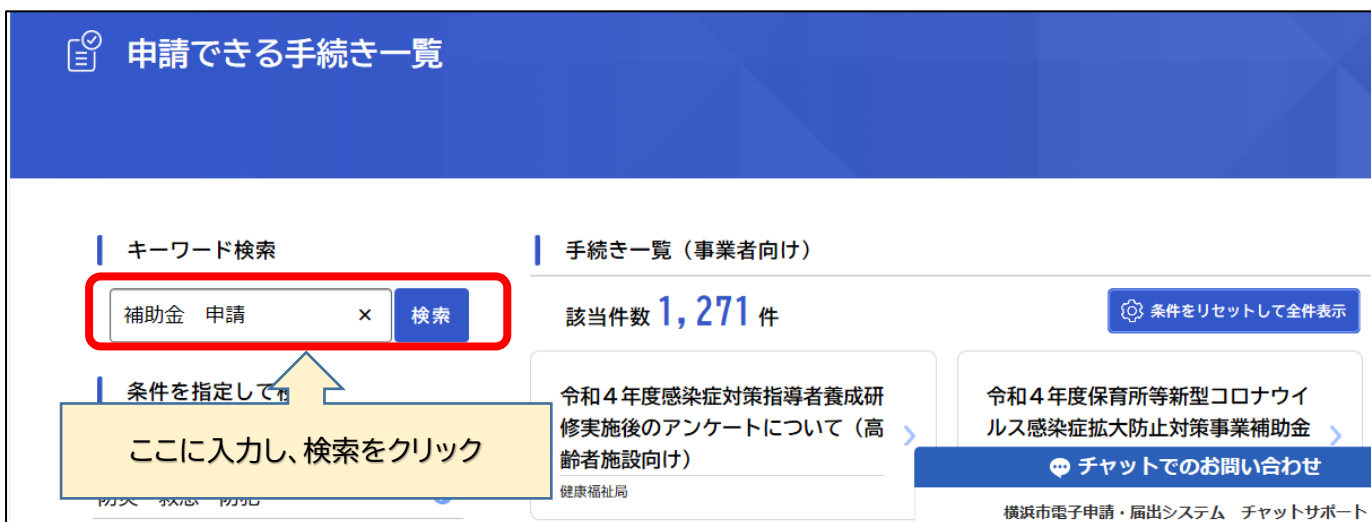 申請できる手続き一覧
キーワード検索
補助金　申請 ×
検索
条件を指定して
ここに入力し、検索をクリック
手続き一覧（事業者向け）
該当件数 1,271 件
条件をリセットして全件表示
令和４年度感染症対策指導者養成研
修実施後のアンケートについて（高
齢者施設向け）
健康福祉局
令和４年度保育所等新型コロナウイ
ルス感染症拡大防止対策事業補助金
チャットでのお問い合わせ
横浜市電子申請・届出システム　チャットサポート